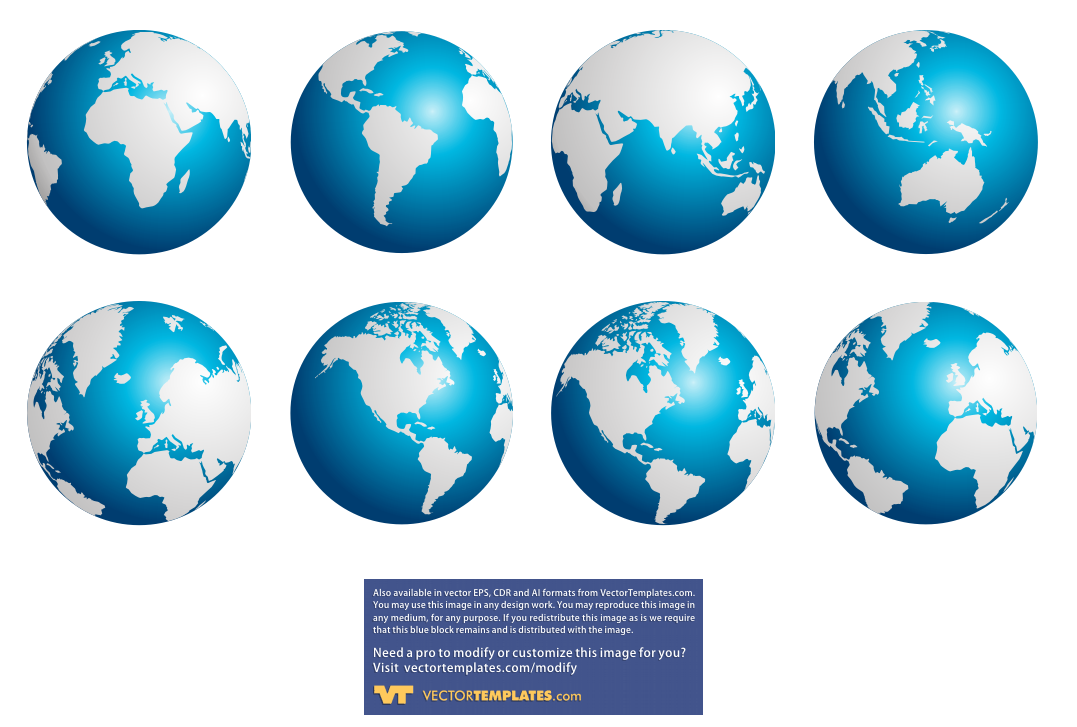 Also available in vector EPS, CDR and AI formats from VectorTemplates.com.
You may use this image in any design work. You may reproduce this image in
any medium, for any purpose. If you redistribute this image as is we require
that this blue block remains and is distributed with the image.
Need a pro to modify or customize this image for you?
Visit vectortemplates.com/modify
VT VECTORTEMPLATES.com